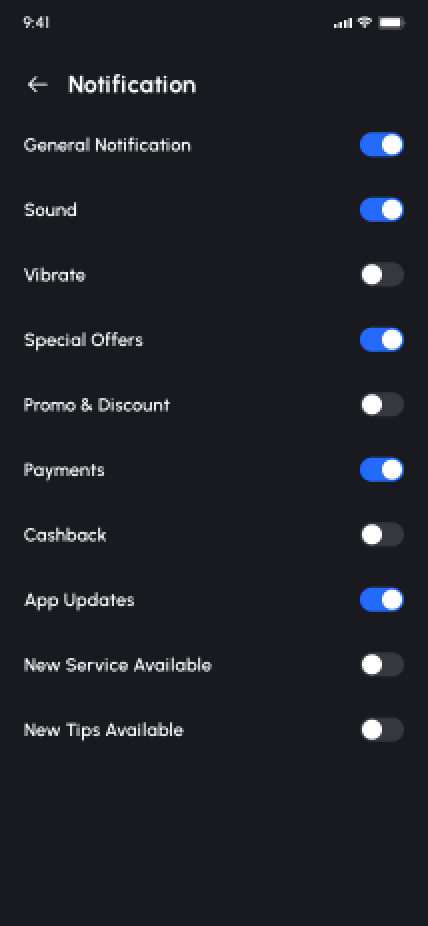 9:41
Notification
General Notification
Sound
Vibrate
Special Offers
Promo & Discount
Payments
Cashback
App Updates
New Service Available
New Tips Available